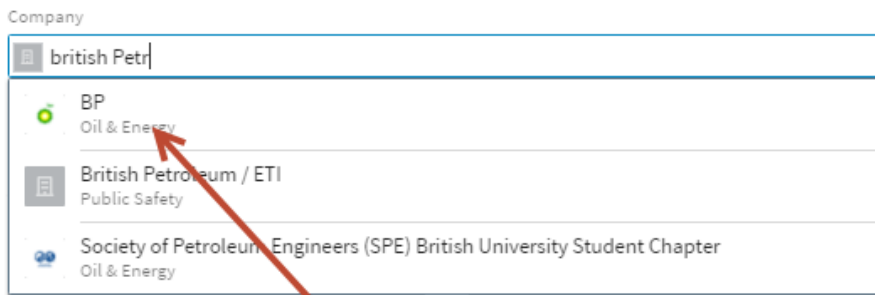 Company
british Petr
BP
Oil & Energy
British Petroleum / ETI
Public Safety
Society of Petroleum Engineers (SPE) British University Student Chapter
Oil & Energy